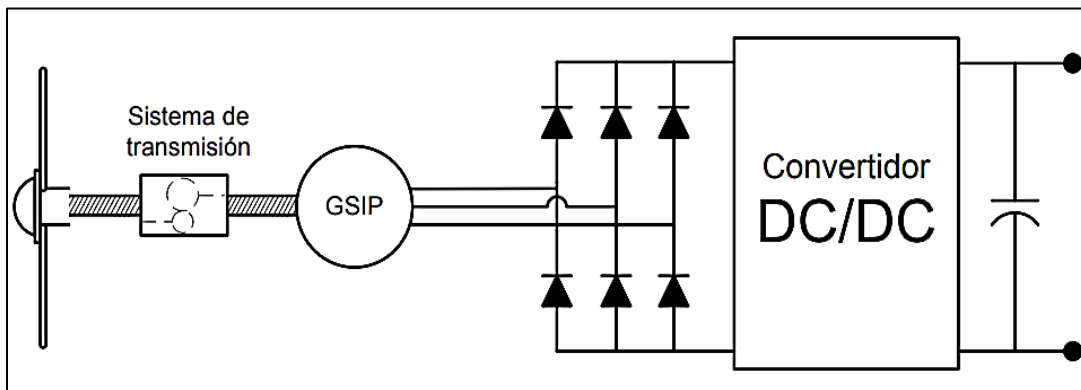 Sistema de
transmisión
GSIP
Convertidor
DC/DC